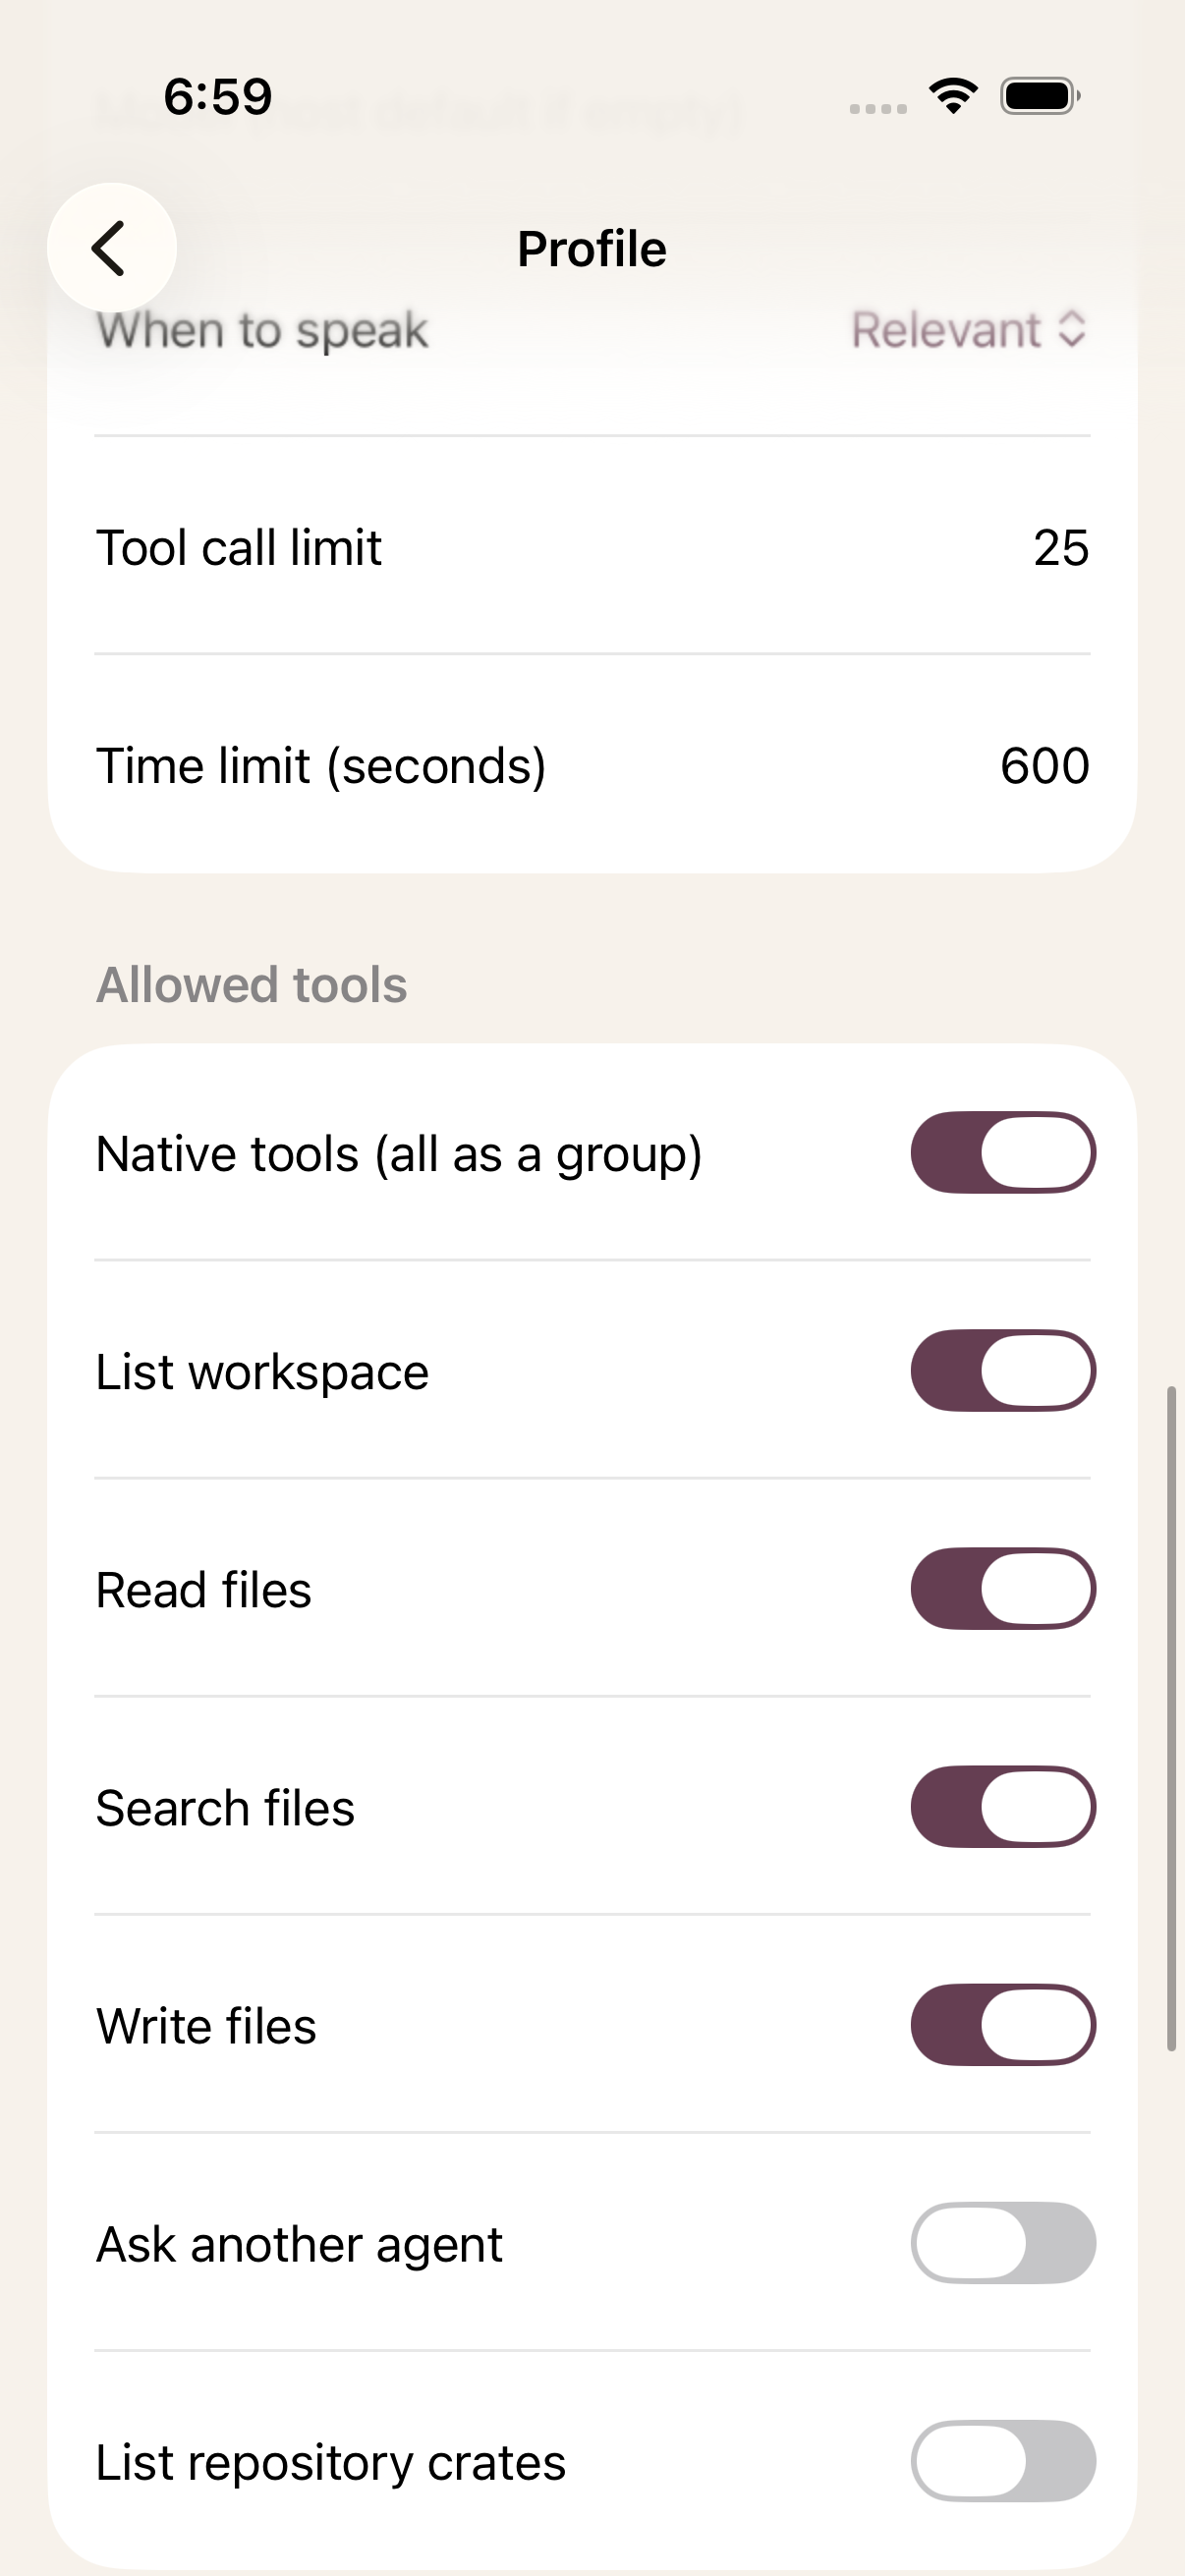 6:59
Profile
When to speak
Relevant
Tool call limit
25
Time limit (seconds)
600
Allowed tools
Native tools (all as a group)
List workspace
Read files
Search files
Write files
Ask another agent
List repository crates